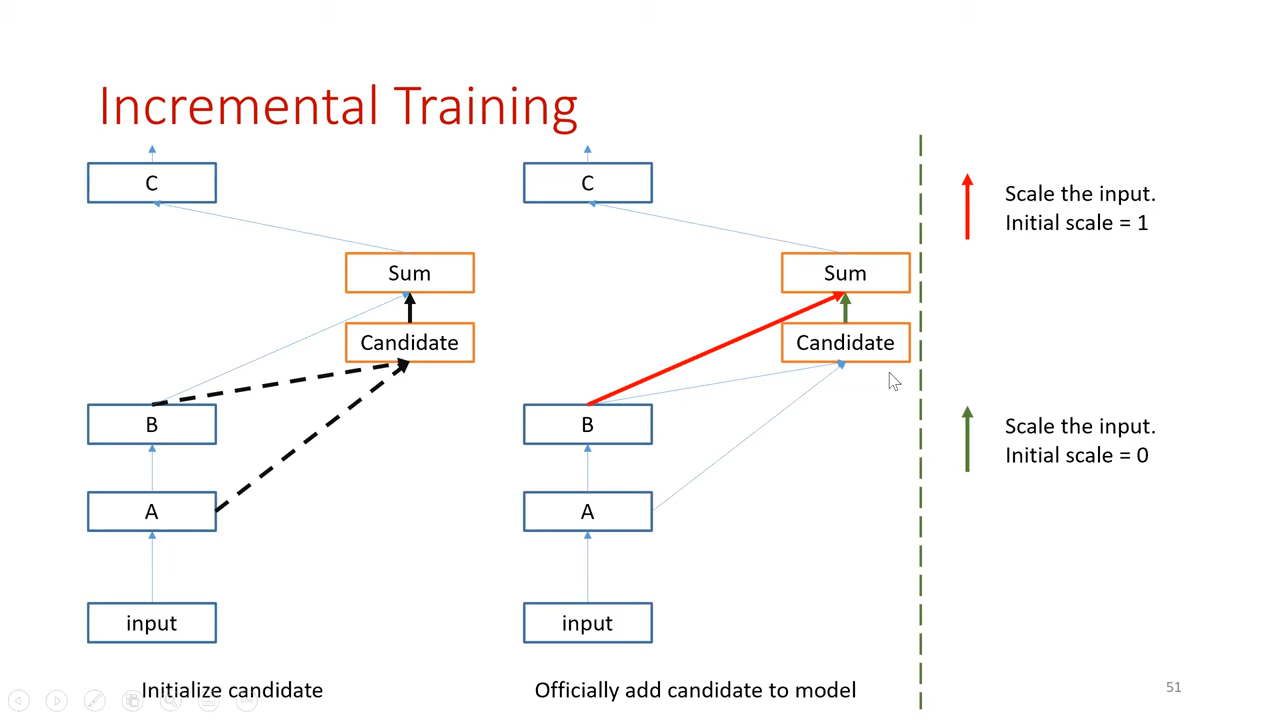 Incremental Training
C
Sum
Candidate
B
A
input
Initialize candidate
C
Sum
Candidate
B
A
input
Officially add candidate to model
Scale the input.
Initial scale = 1
Scale the input.
Initial scale = 0
51